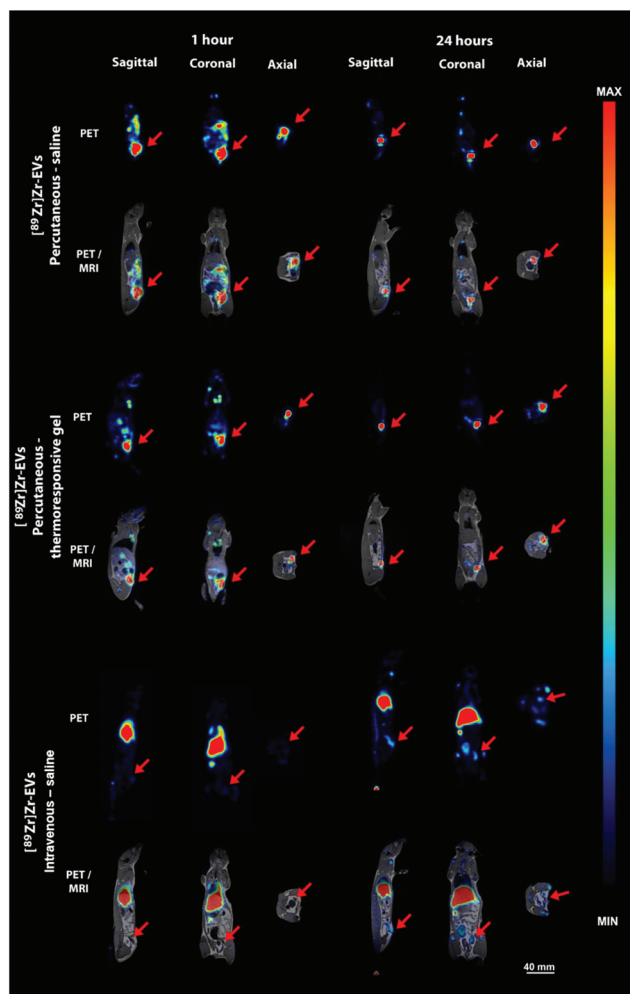 1 hour 24 hours
Sagittal Coronal Axial Sagittal Coronal Axial
MAX
[⁸⁹Zr]Zr-EVs
Percutaneous - saline
PET
PET /
MRI
[⁸⁹Zr]Zr-EVs
Percutaneous -
thermoresponsive gel
PET
PET /
MRI
[⁸⁹Zr]Zr-EVs
Intravenous – saline
PET
PET /
MRI
MIN
40 mm